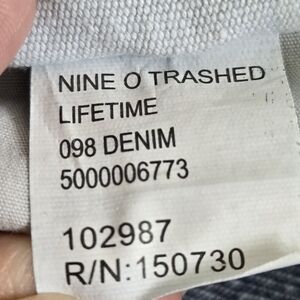 NINE O TRASHED
LIFETIME
098 DENIM
5000006773
102987
R/N:150730